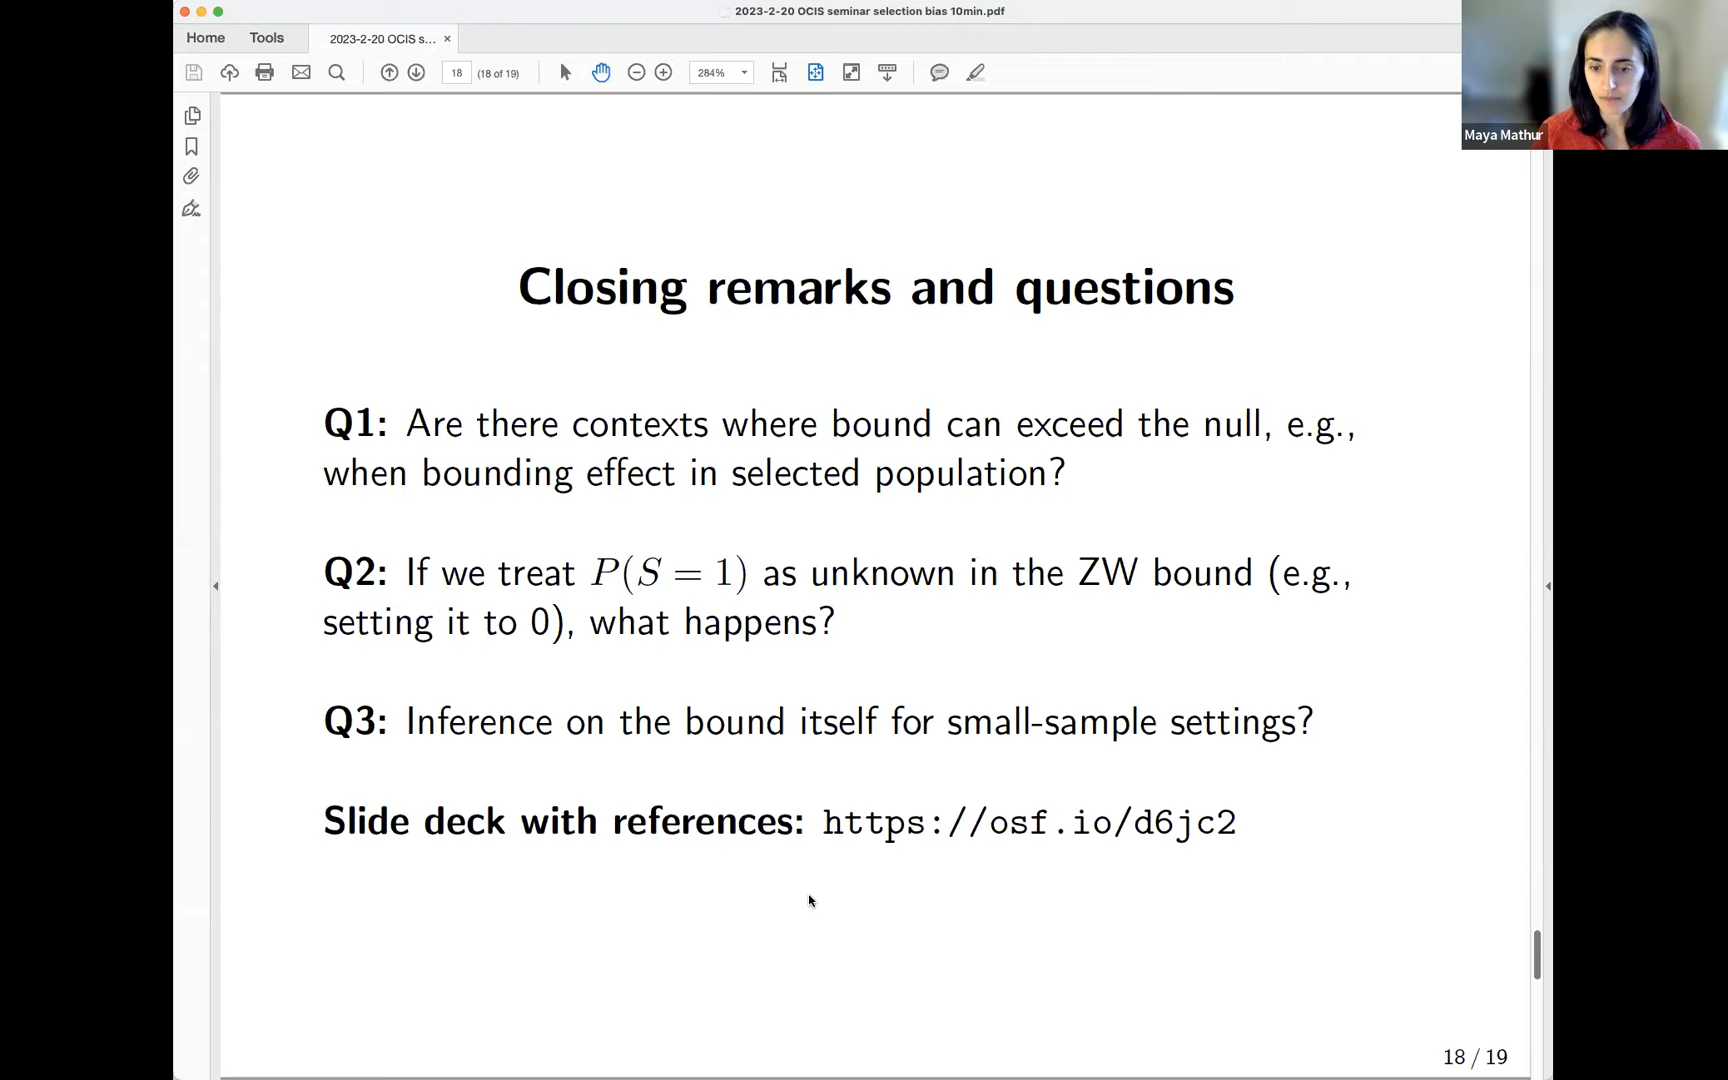 2023-2-20 OCIS seminar selection bias 10min.pdf
Home Tools 2023-2-20 OCIS s... ×
18 (18 of 19) 284%
Maya Mathur
Closing remarks and questions
Q1: Are there contexts where bound can exceed the null, e.g.,
when bounding effect in selected population?
Q2: If we treat P(S = 1) as unknown in the ZW bound (e.g.,
setting it to 0), what happens?
Q3: Inference on the bound itself for small-sample settings?
Slide deck with references: https://osf.io/d6jc2
18 / 19